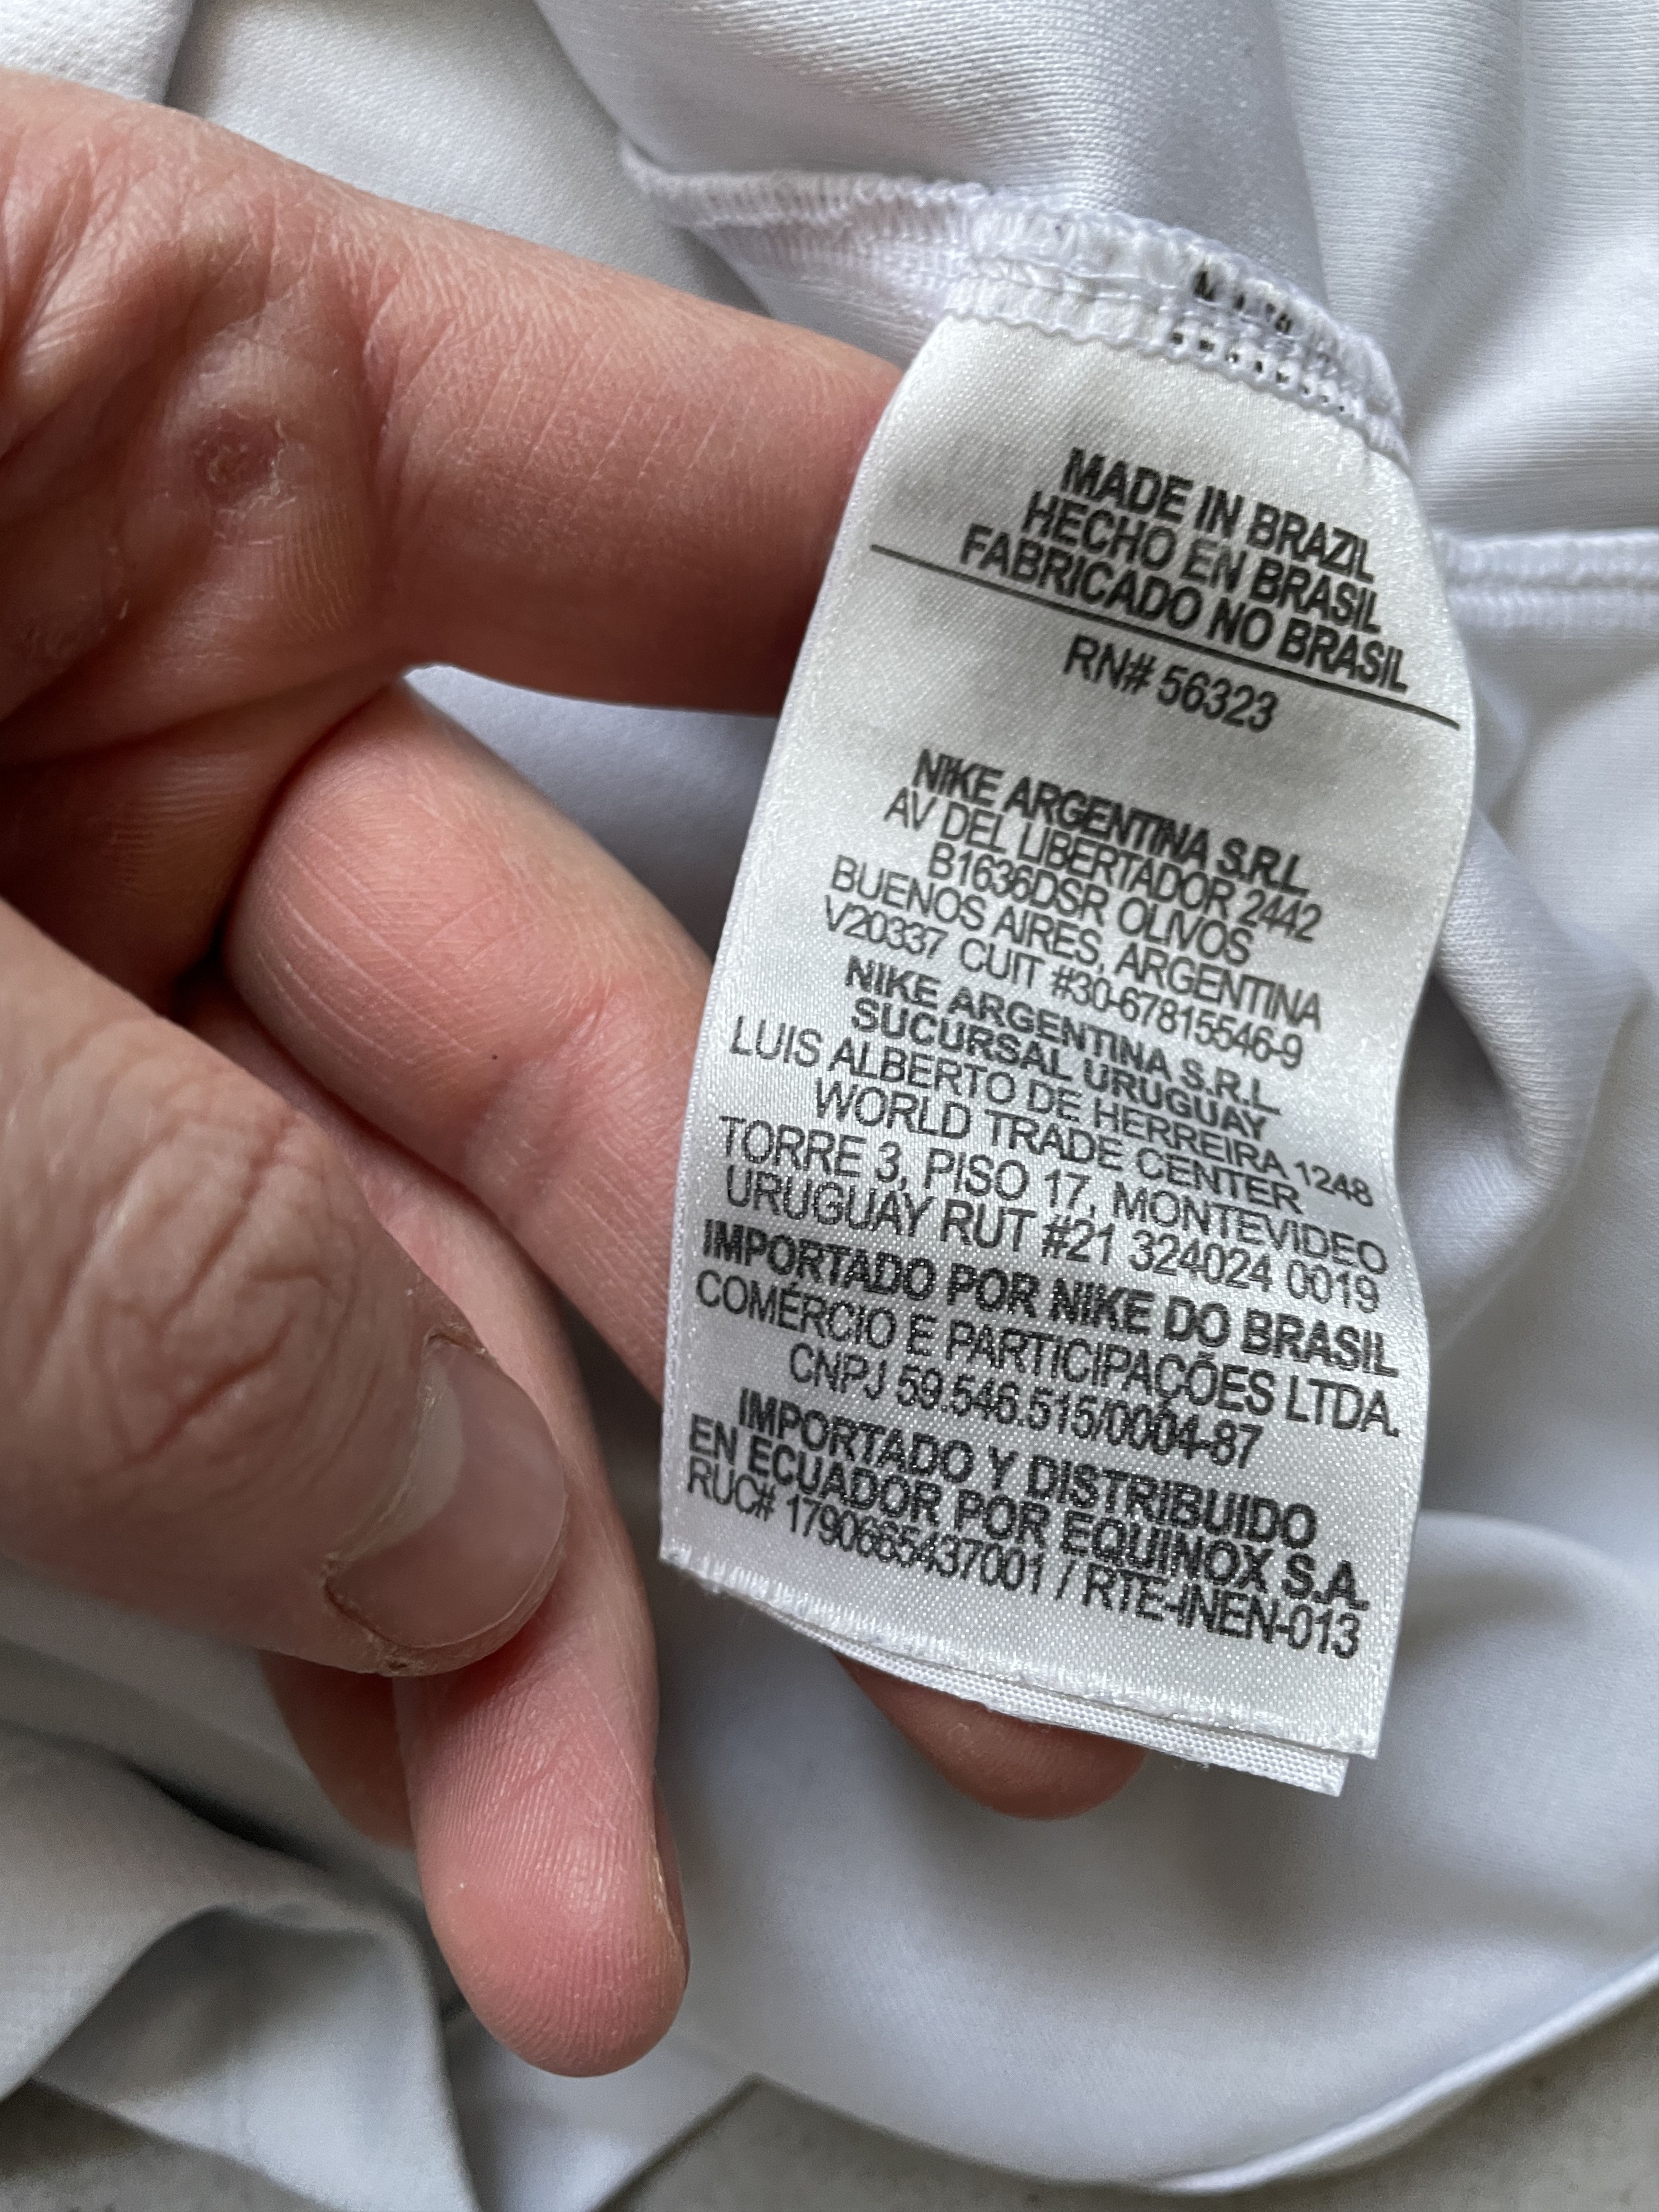 MADE IN BRAZIL
HECHO EN BRASIL
FABRICADO NO BRASIL
RN# 56323
NIKE ARGENTINA S.R.L
AV DEL LIBERTADOR 2442
B1636DSR OLIVOS
BUENOS AIRES, ARGENTINA
V20337 CUIT #30-67815546-9
NIKE ARGENTINA S.R.L.
SUCURSAL URUGUAY
LUIS ALBERTO DE HERREIRA 1248
WORLD TRADE CENTER
TORRE 3, PISO 17, MONTEVIDEO
URUGUAY RUT #21 324024 0019
IMPORTADO POR NIKE DO BRASIL
COMÉRCIO E PARTICIPAÇÕES LTDA.
CNPJ 59.546.515/0004-87
IMPORTADO Y DISTRIBUIDO
EN ECUADOR POR EQUINOX S.A.
RUC# 1790665437001 / RTE-INEN-013